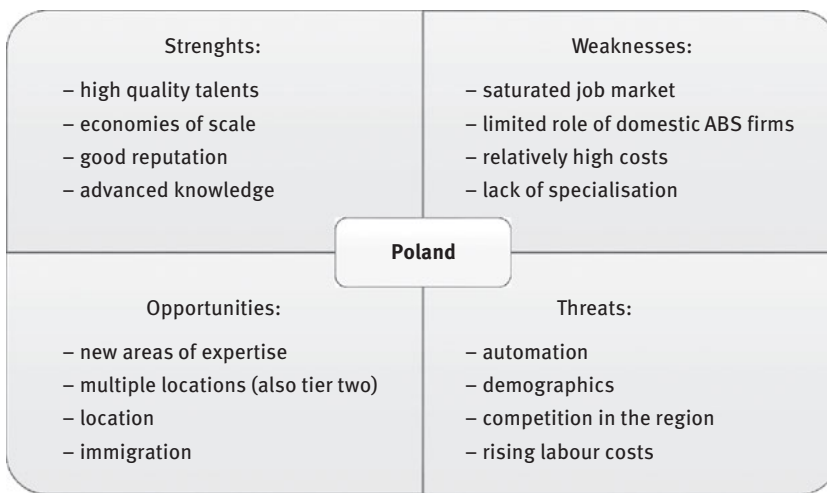 Strenghts:
– high quality talents
– economies of scale
– good reputation
– advanced knowledge
Weaknesses:
– saturated job market
– limited role of domestic ABS firms
– relatively high costs
– lack of specialisation
Poland
Opportunities:
– new areas of expertise
– multiple locations (also tier two)
– location
– immigration
Threats:
– automation
– demographics
– competition in the region
– rising labour costs